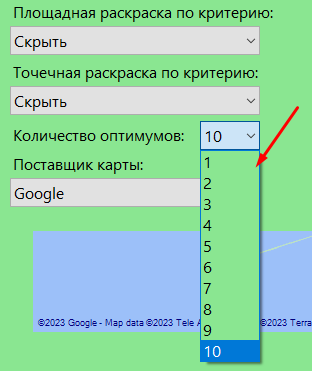 Площадная раскраска по критерию:
Скрыть
Точечная раскраска по критерию:
Скрыть
Количество оптимумов: 10
Поставщик карты:
Google
1
2
3
4
5
6
7
8
9
10
©2023 Google - Map data ©2023 Tele A ©2023 Terra